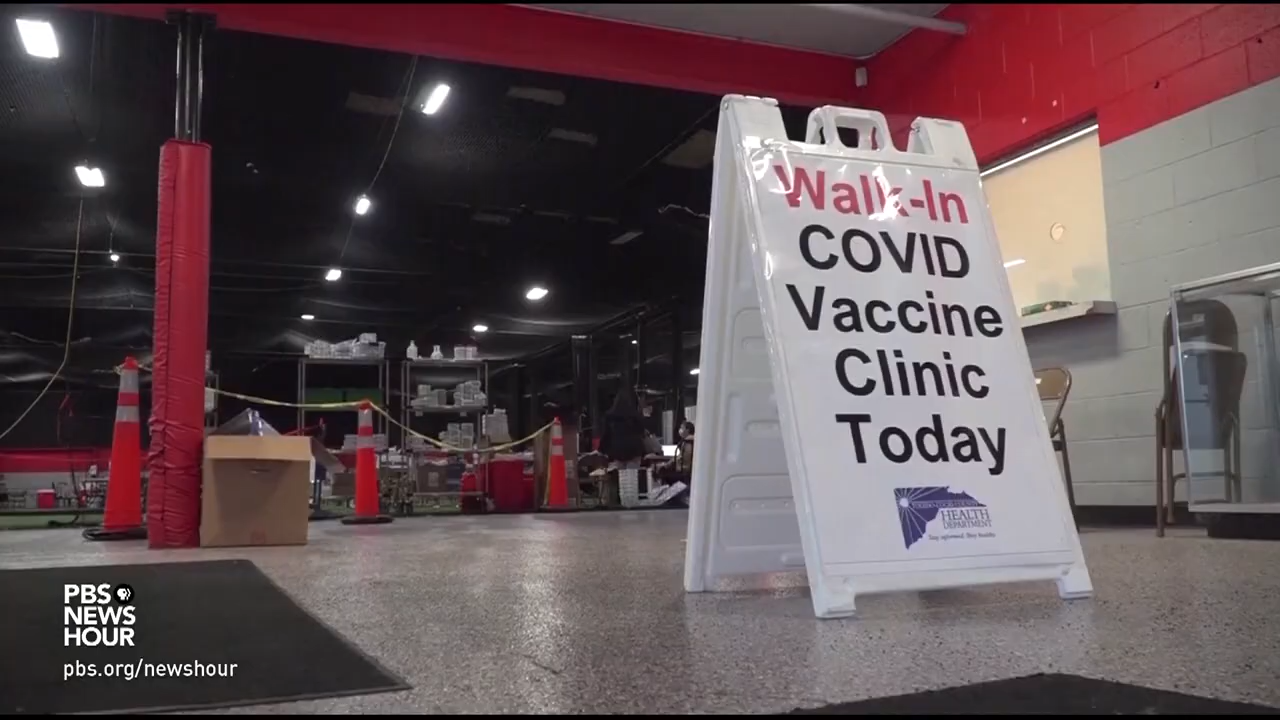 Walk-In
COVID
Vaccine
Clinic
Today
HEALTH
DEPARTMENT
PBS
NEWS
HOUR
pbs.org/newshour